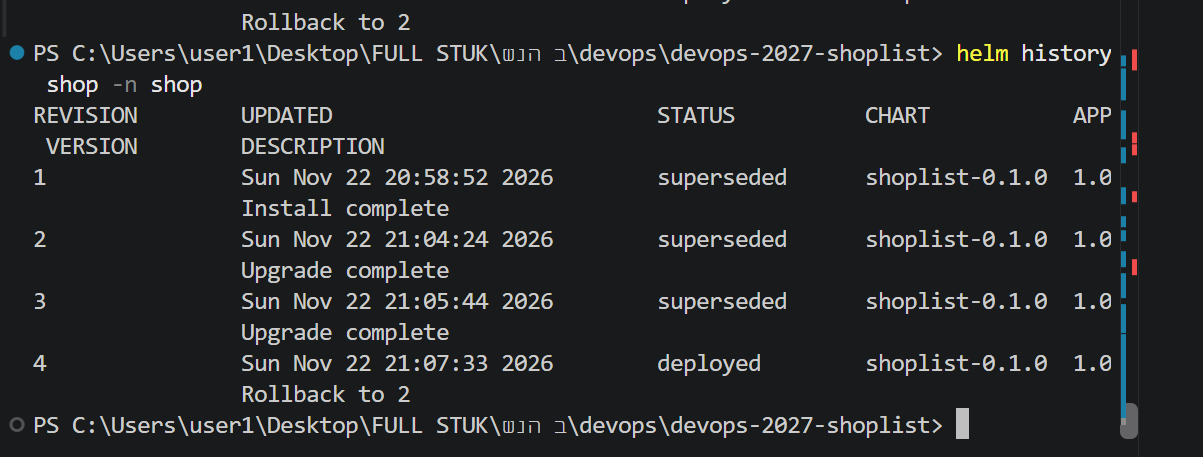 Rollback to 2
PS C:\Users\user1\Desktop\FULL STUK\ב הנש\devops\devops-2027-shoplist> helm history
shop -n shop
REVISION UPDATED STATUS CHART APP
VERSION DESCRIPTION
1 Sun Nov 22 20:58:52 2026 superseded shoplist-0.1.0 1.0
Install complete
2 Sun Nov 22 21:04:24 2026 superseded shoplist-0.1.0 1.0
Upgrade complete
3 Sun Nov 22 21:05:44 2026 superseded shoplist-0.1.0 1.0
Upgrade complete
4 Sun Nov 22 21:07:33 2026 deployed shoplist-0.1.0 1.0
Rollback to 2
PS C:\Users\user1\Desktop\FULL STUK\ב הנש\devops\devops-2027-shoplist>